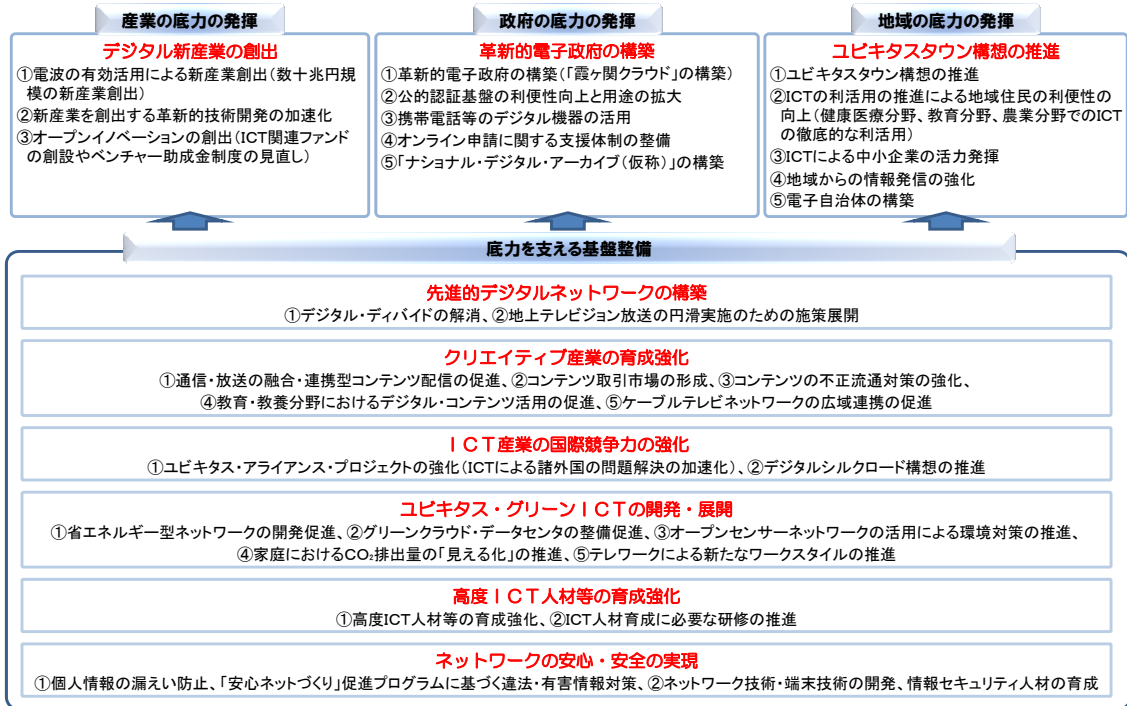 産業の底力の発揮
デジタル新産業の創出
①電波の有効活用による新産業創出(数十兆円規
模の新産業創出)
②新産業を創出する革新的技術開発の加速化
③オープンイノベーションの創出(ICT関連ファンド
の創設やベンチャー助成金制度の見直し)
政府の底力の発揮
革新的電子政府の構築
①革新的電子政府の構築(「霞ヶ関クラウド」の構築)
②公的認証基盤の利便性向上と用途の拡大
③携帯電話等のデジタル機器の活用
④オンライン申請に関する支援体制の整備
⑤「ナショナル・デジタル・アーカイブ(仮称)」の構築
地域の底力の発揮
ユビキタスタウン構想の推進
①ユビキタスタウン構想の推進
②ICTの利活用の推進による地域住民の利便性の
向上(健康医療分野、教育分野、農業分野でのICT
の徹底的な利活用)
③ICTによる中小企業の活力発揮
④地域からの情報発信の強化
⑤電子自治体の構築
底力を支える基盤整備
先進的デジタルネットワークの構築
①デジタル・ディバイドの解消、②地上テレビジョン放送の円滑実施のための施策展開
クリエイティブ産業の育成強化
①通信・放送の融合・連携型コンテンツ配信の促進、②コンテンツ取引市場の形成、③コンテンツの不正流通対策の強化、
④教育・教養分野におけるデジタル・コンテンツ活用の促進、⑤ケーブルテレビネットワークの広域連携の促進
ICT産業の国際競争力の強化
①ユビキタス・アライアンス・プロジェクトの強化(ICTによる諸外国の問題解決の加速化)、②デジタルシルクロード構想の推進
ユビキタス・グリーンICTの開発・展開
①省エネルギー型ネットワークの開発促進、②グリーンクラウド・データセンタの整備促進、③オープンセンサーネットワークの活用による環境対策の推進、
④家庭におけるCO₂排出量の「見える化」の推進、⑤テレワークによる新たなワークスタイルの推進
高度ICT人材等の育成強化
①高度ICT人材等の育成強化、②ICT人材育成に必要な研修の推進
ネットワークの安心・安全の実現
①個人情報の漏えい防止、「安心ネットづくり」促進プログラムに基づく違法・有害情報対策、②ネットワーク技術・端末技術の開発、情報セキュリティ人材の育成